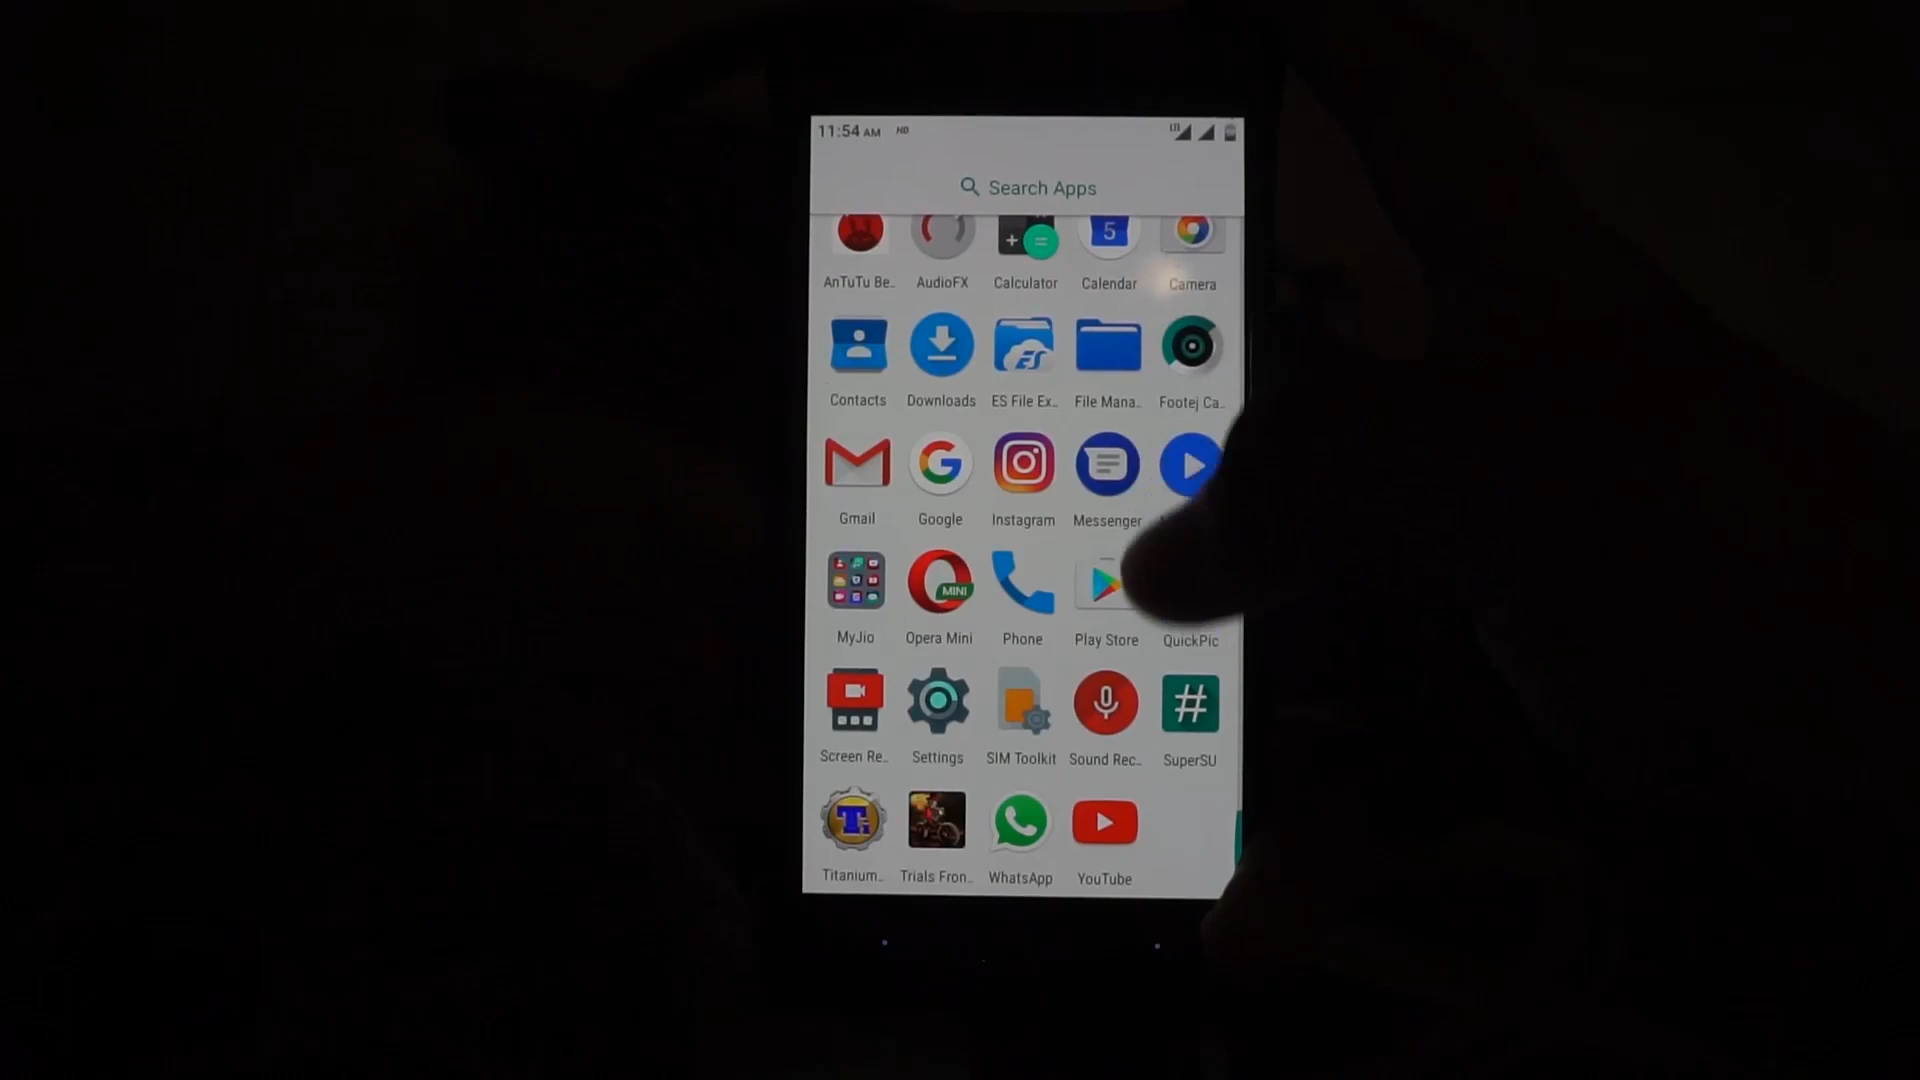 11:54 AM HD LTE
Search Apps
5
AnTuTu Be.. AudioFX Calculator Calendar Camera
ES
Contacts Downloads ES File Ex.. File Mana.. Footej Ca..
Gmail Google Instagram Messenger
MINI
MyJio Opera Mini Phone Play Store QuickPic
#
Screen Re.. Settings SIM Toolkit Sound Rec.. SuperSU
Titanium.. Trials Fron.. WhatsApp YouTube